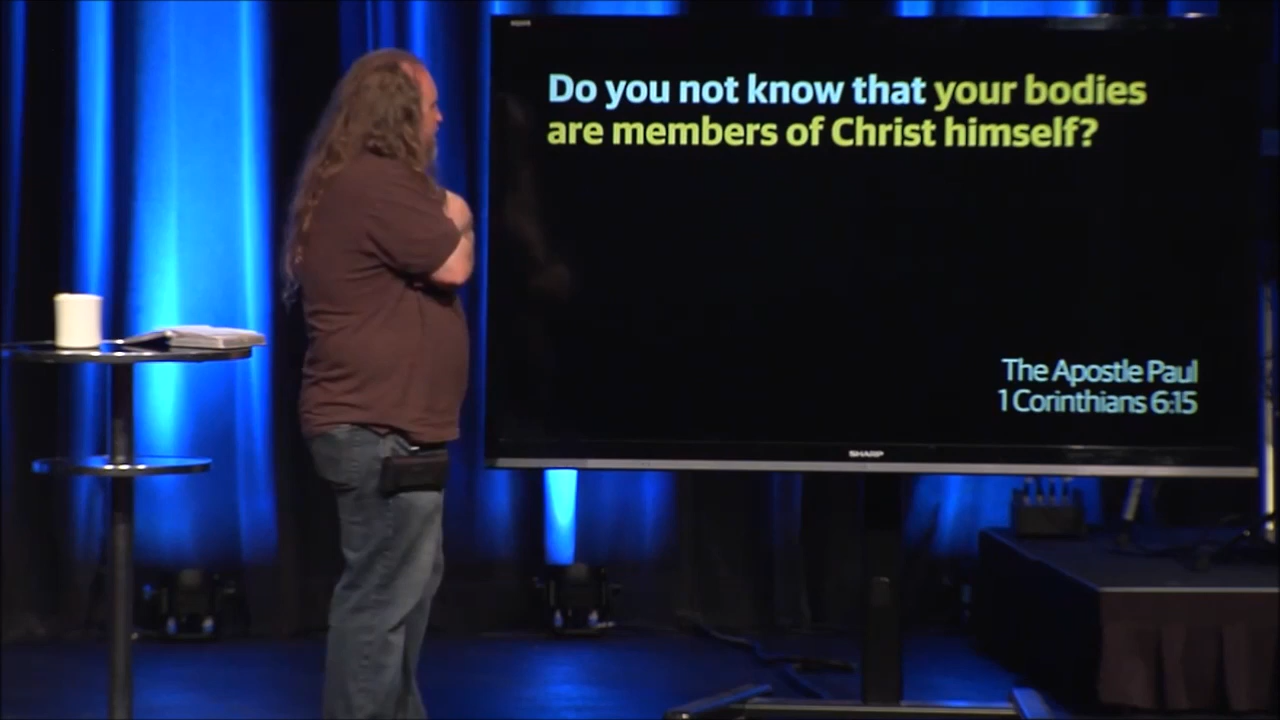 Do you not know that your bodies
are members of Christ himself?
The Apostle Paul
1 Corinthians 6:15
SHARP